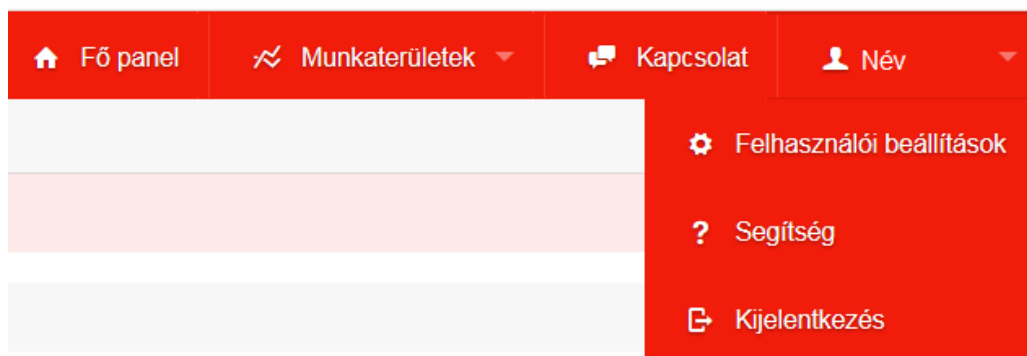 Fő panel Munkaterületek Kapcsolat Név
Felhasználói beállítások
? Segítség
Kijelentkezés